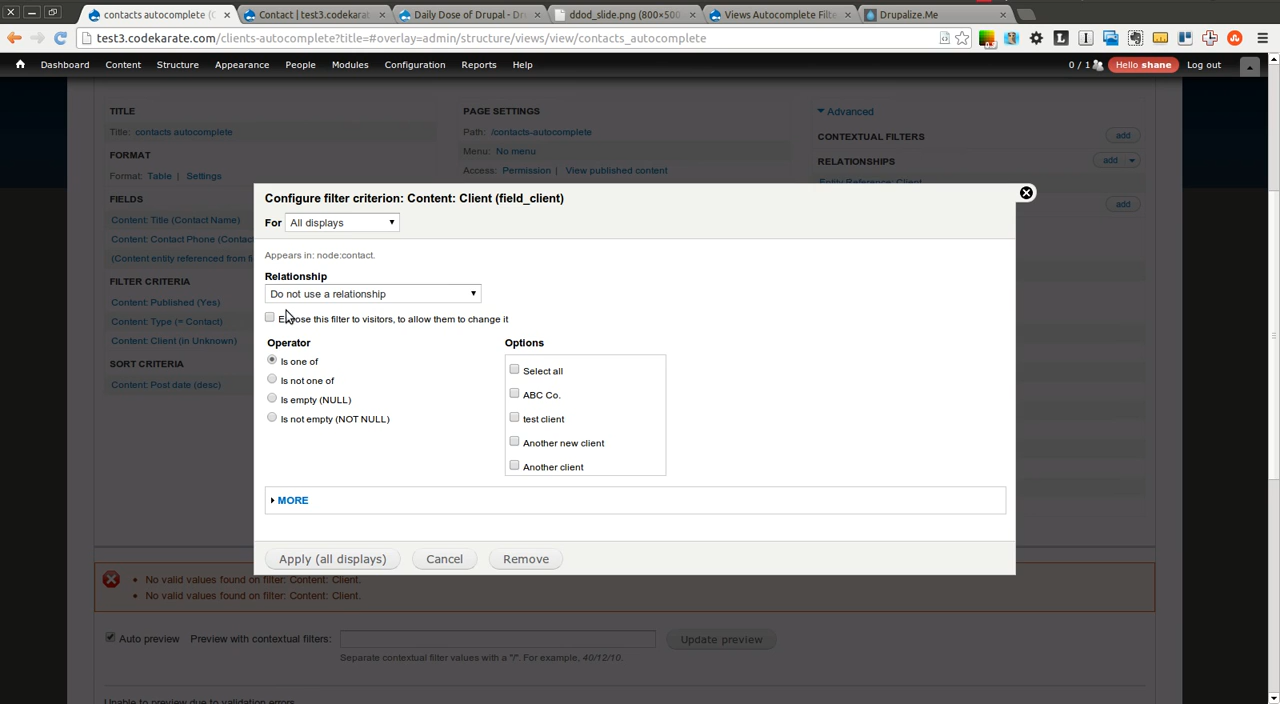 contacts autocomplete (
Contact | test3.codekarat
Daily Dose of Drupal - Dr
ddod_slide.png (800×500
Views Autocomplete Filte
Drupalize.Me
test3.codekarate.com/clients-autocomplete?title=#overlay=admin/structure/views/view/contacts_autocomplete
Dashboard Content Structure Appearance People Modules Configuration Reports Help
0 / 1 Hello shane Log out
TITLE
Title: contacts autocomplete
FORMAT
Format: Table | Settings
FIELDS
Content: Title (Contact Name)
Content: Contact Phone (Contac
(Content entity referenced from fi
FILTER CRITERIA
Content: Published (Yes)
Content: Type (= Contact)
Content: Client (in Unknown)
SORT CRITERIA
Content: Post date (desc)
PAGE SETTINGS
Path: /contacts-autocomplete
Menu: No menu
Access: Permission | View published content
Advanced
CONTEXTUAL FILTERS add
RELATIONSHIPS add
Entity Reference: Client
add
Configure filter criterion: Content: Client (field_client)
For All displays
Appears in: node:contact.
Relationship
Do not use a relationship
Expose this filter to visitors, to allow them to change it
Operator
Is one of
Is not one of
Is empty (NULL)
Is not empty (NOT NULL)
Options
Select all
ABC Co.
test client
Another new client
Another client
MORE
Apply (all displays) Cancel Remove
No valid values found on filter: Content: Client.
No valid values found on filter: Content: Client.
Auto preview Preview with contextual filters: Update preview
Separate contextual filter values with a "/". For example, 40/12/10.
Unable to preview due to validation errors.